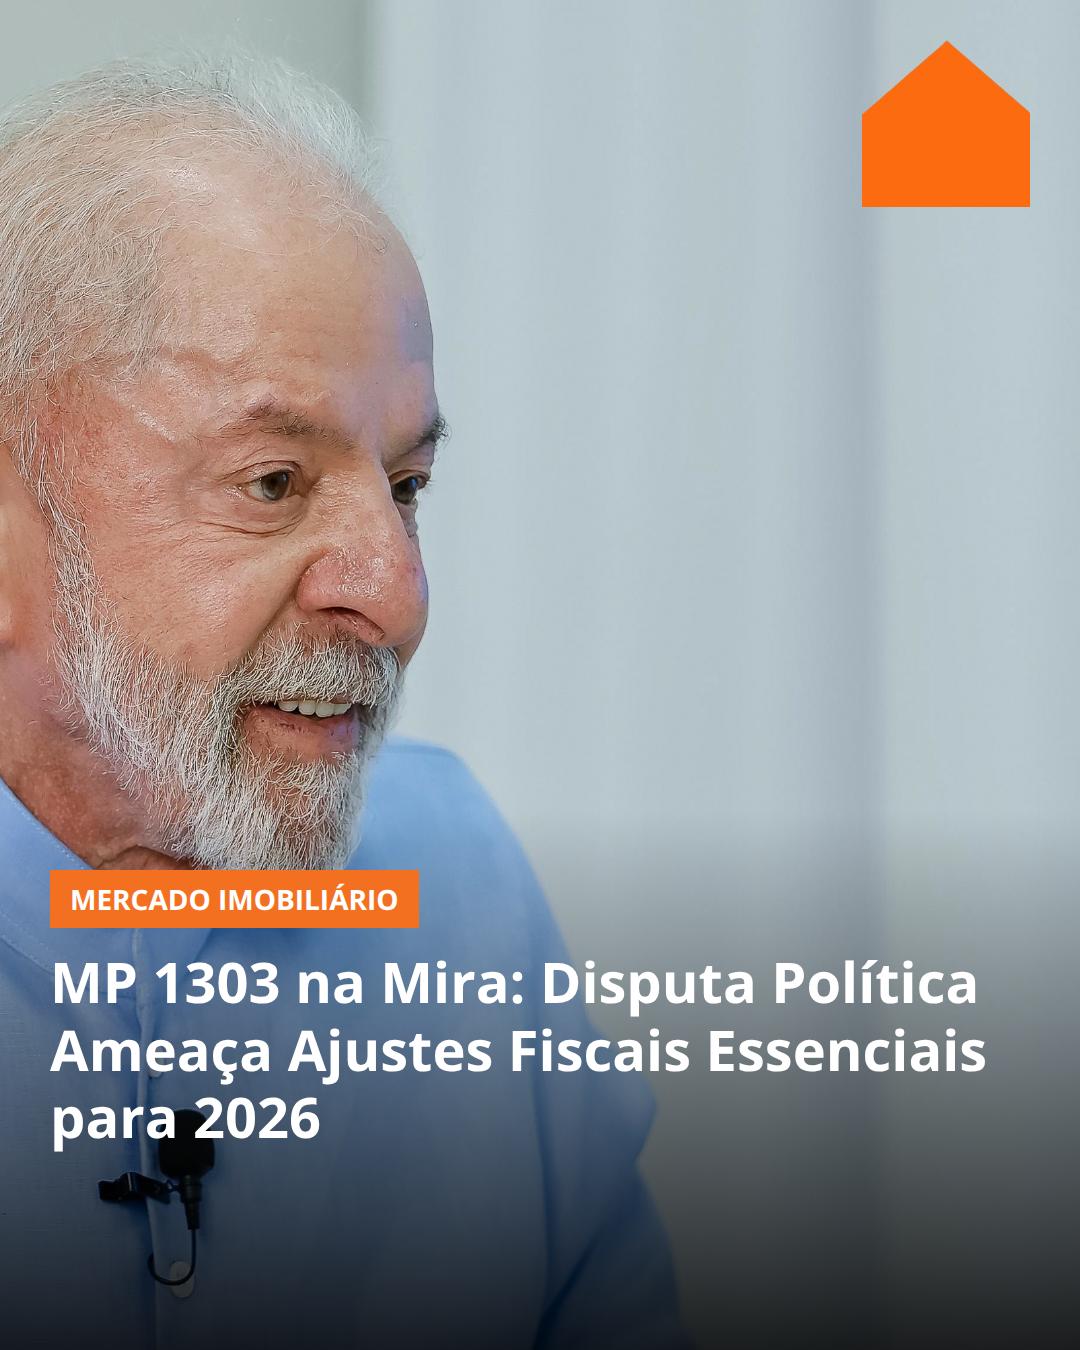 MERCADO IMOBILIÁRIO
MP 1303 na Mira: Disputa Política
Ameaça Ajustes Fiscais Essenciais
para 2026